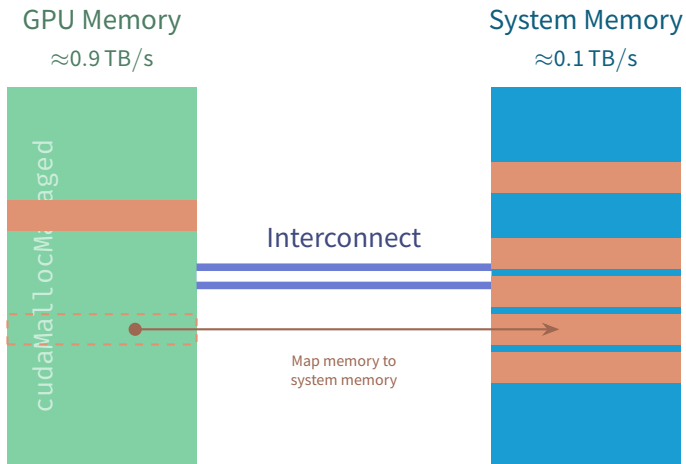 GPU Memory
≈0.9 TB/s
System Memory
≈0.1 TB/s
cudaMallocManaged
Interconnect
Map memory to
system memory